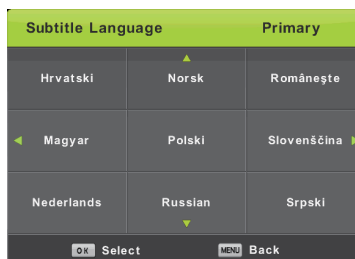 Subtitle Language Primary
Hrvatski Norsk Româneşte
Magyar Polski Slovenščina
Nederlands Russian Srpski
OK Select MENU Back